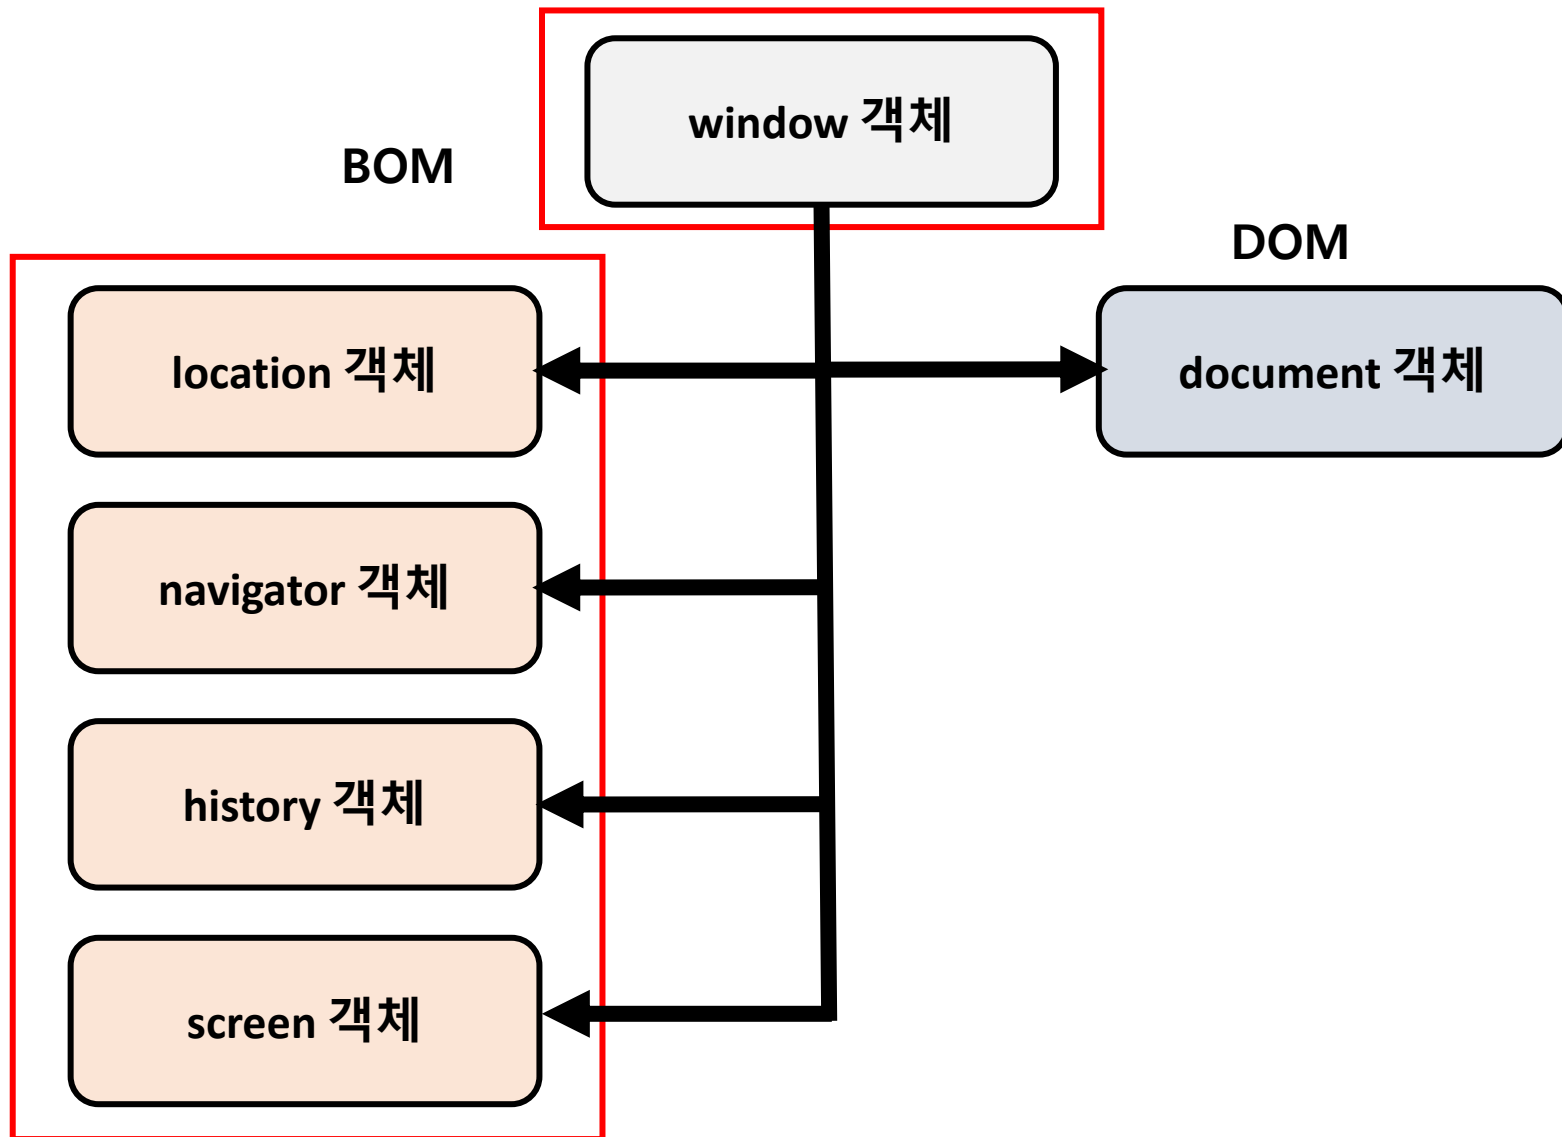 window 객체
BOM
DOM
location 객체
document 객체
navigator 객체
history 객체
screen 객체